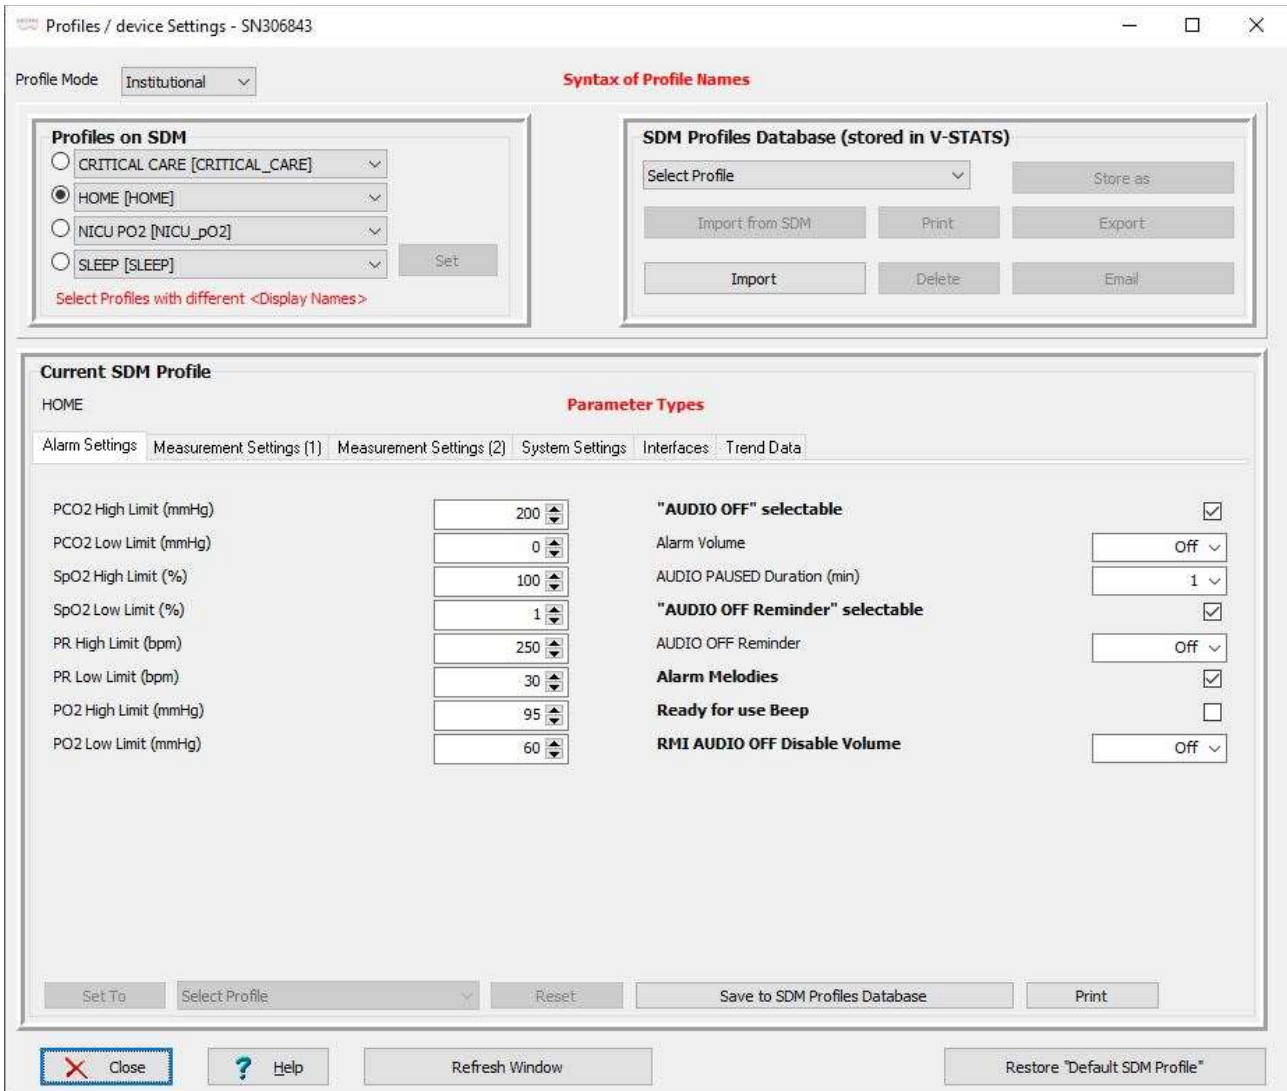 Profiles / device Settings - SN306843
Profile Mode Institutional Syntax of Profile Names
Profiles on SDM
CRITICAL CARE [CRITICAL_CARE]
HOME [HOME]
NICU PO2 [NICU_pO2]
SLEEP [SLEEP]
Set
Select Profiles with different <Display Names>
SDM Profiles Database (stored in V-STATS)
Select Profile Store as
Import from SDM Print Export
Import Delete Email
Current SDM Profile
HOME Parameter Types
Alarm Settings Measurement Settings (1) Measurement Settings (2) System Settings Interfaces Trend Data
PCO2 High Limit (mmHg) 200
PCO2 Low Limit (mmHg) 0
SpO2 High Limit (%) 100
SpO2 Low Limit (%) 1
PR High Limit (bpm) 250
PR Low Limit (bpm) 30
PO2 High Limit (mmHg) 95
PO2 Low Limit (mmHg) 60
"AUDIO OFF" selectable
Alarm Volume Off
AUDIO PAUSED Duration (min) 1
"AUDIO OFF Reminder" selectable
AUDIO OFF Reminder Off
Alarm Melodies
Ready for use Beep
RMI AUDIO OFF Disable Volume Off
Set To Select Profile Reset Save to SDM Profiles Database Print
Close ? Help Refresh Window Restore "Default SDM Profile"